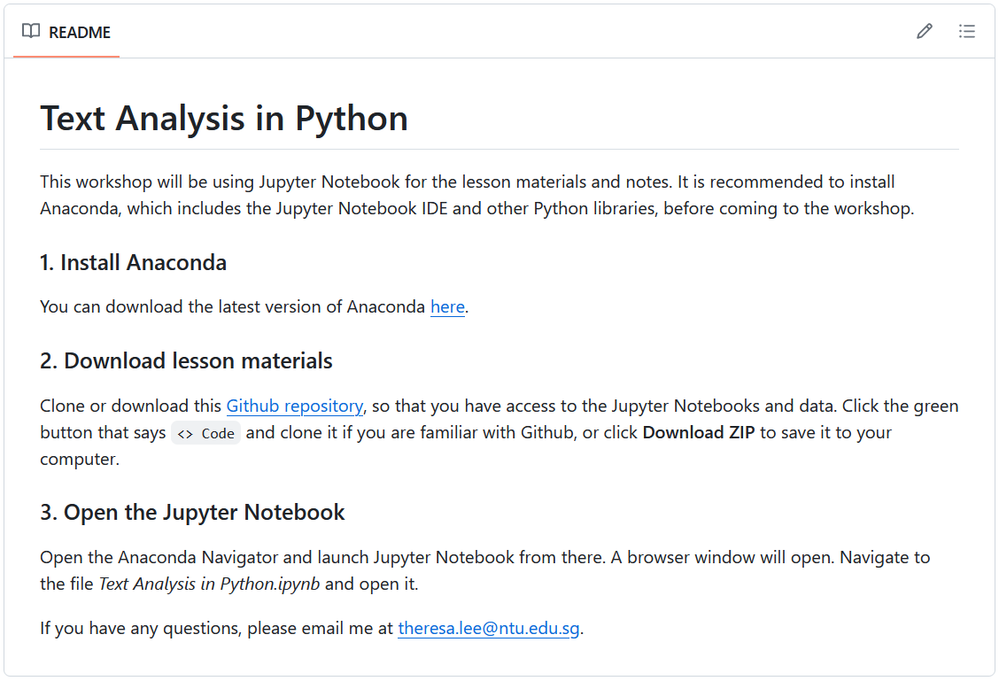 README
Text Analysis in Python
This workshop will be using Jupyter Notebook for the lesson materials and notes. It is recommended to install
Anaconda, which includes the Jupyter Notebook IDE and other Python libraries, before coming to the workshop.
1. Install Anaconda
You can download the latest version of Anaconda here.
2. Download lesson materials
Clone or download this Github repository, so that you have access to the Jupyter Notebooks and data. Click the green
button that says <> Code and clone it if you are familiar with Github, or click Download ZIP to save it to your
computer.
3. Open the Jupyter Notebook
Open the Anaconda Navigator and launch Jupyter Notebook from there. A browser window will open. Navigate to
the file Text Analysis in Python.ipynb and open it.
If you have any questions, please email me at theresa.lee@ntu.edu.sg.